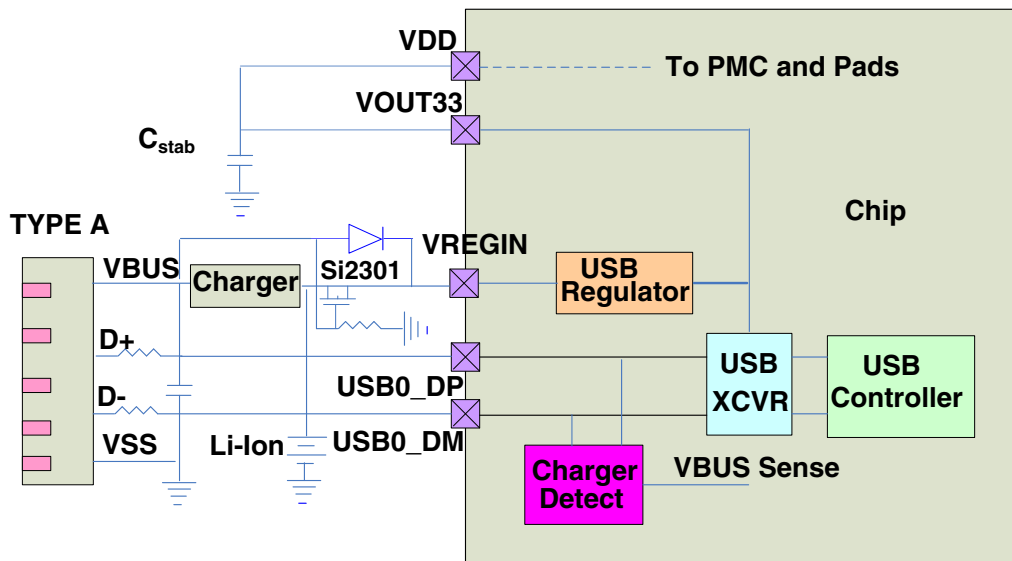 VDD
To PMC and Pads
VOUT33
C_stab
Chip
TYPE A
VREGIN
VBUS
Charger
Si2301
USB
Regulator
D+
USB
XCVR
USB
Controller
USB0_DP
D-
VSS
Li-Ion
USB0_DM
Charger
Detect
VBUS Sense